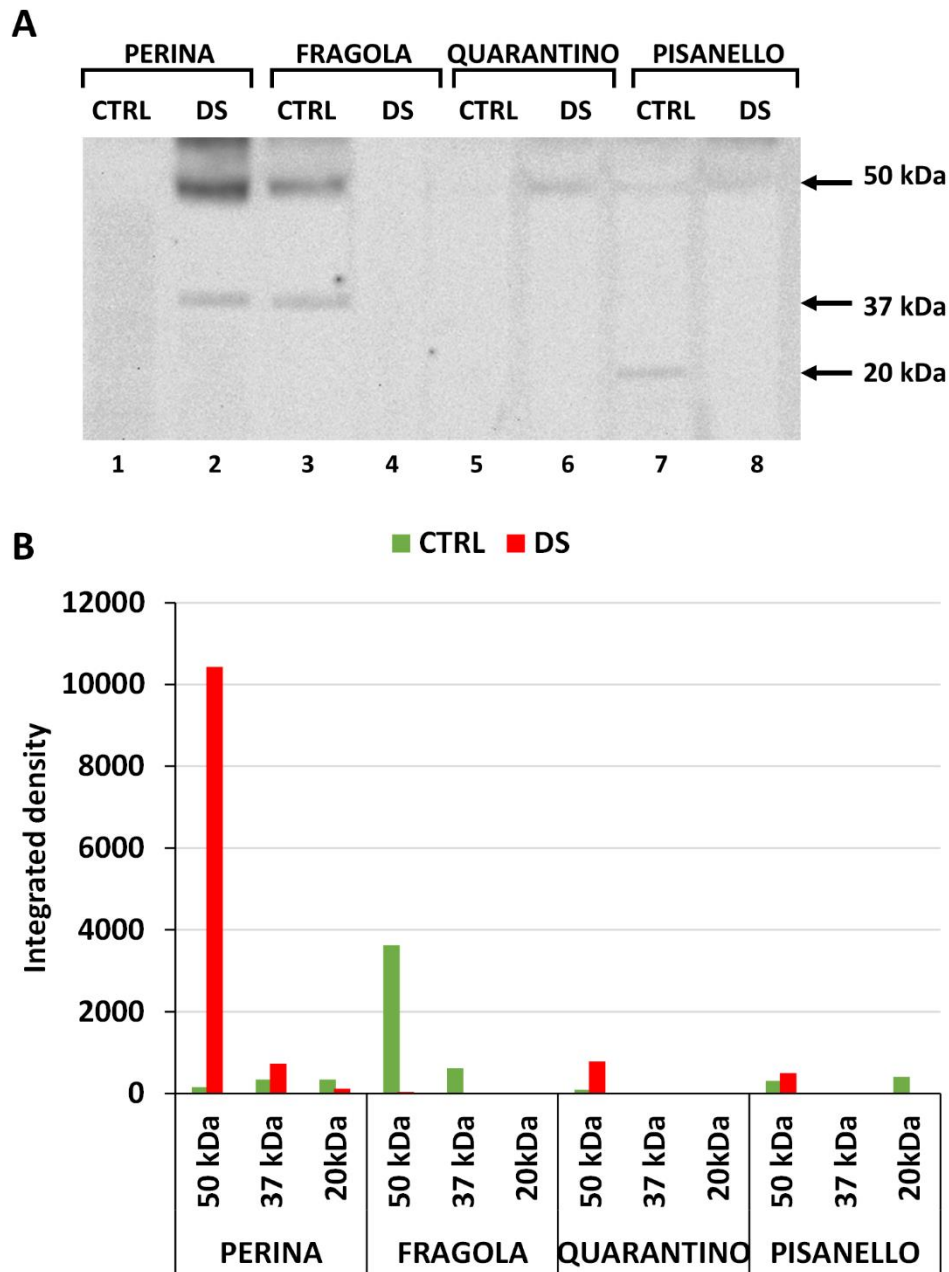 A
PERINA FRAGOLA QUARANTINO PISANELLO
CTRL DS CTRL DS CTRL DS CTRL DS
50 kDa
37 kDa
20 kDa
1 2 3 4 5 6 7 8
B
CTRL DS
12000
10000
8000
6000
4000
2000
0
Integrated density
50 kDa 37 kDa 20kDa 50 kDa 37 kDa 20kDa 50 kDa 37 kDa 20kDa 50 kDa 37 kDa 20kDa
PERINA FRAGOLA QUARANTINO PISANELLO